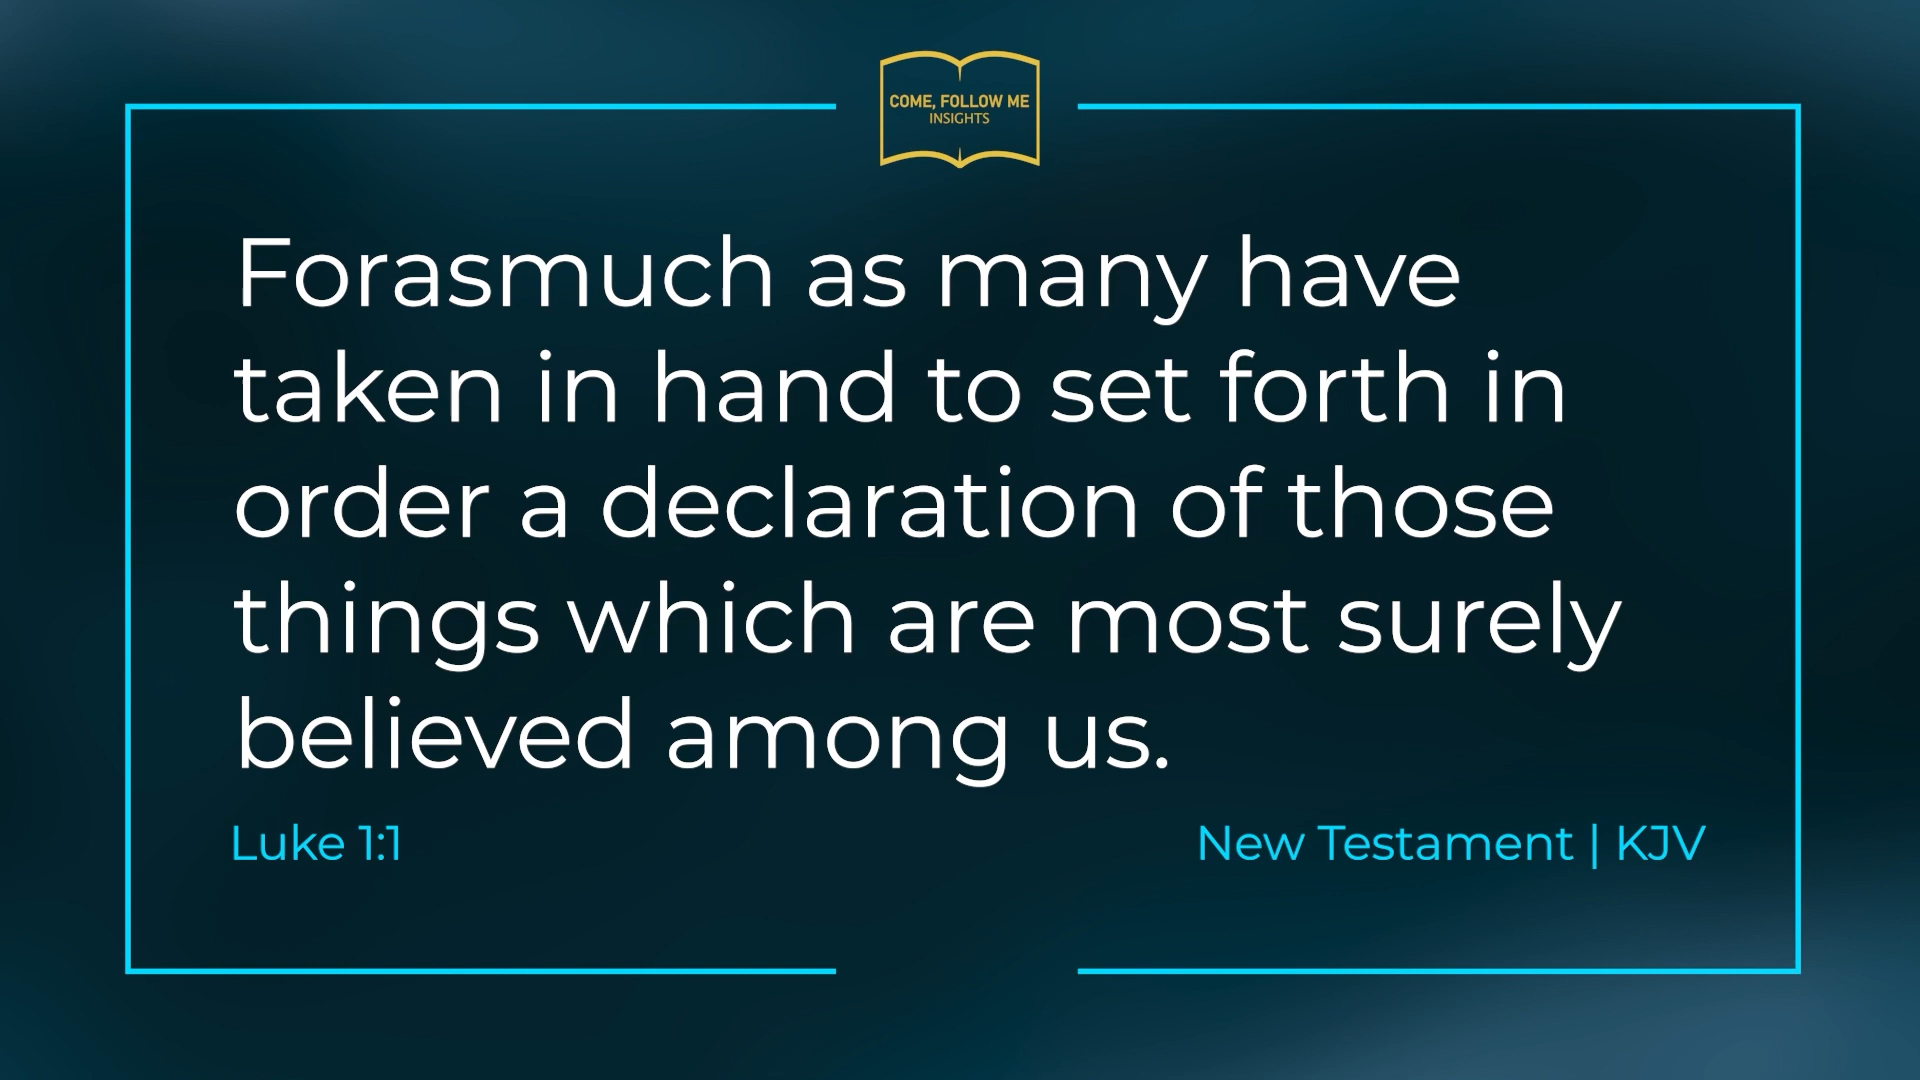 COME, FOLLOW ME
INSIGHTS
Forasmuch as many have
taken in hand to set forth in
order a declaration of those
things which are most surely
believed among us.
Luke 1:1
New Testament | KJV